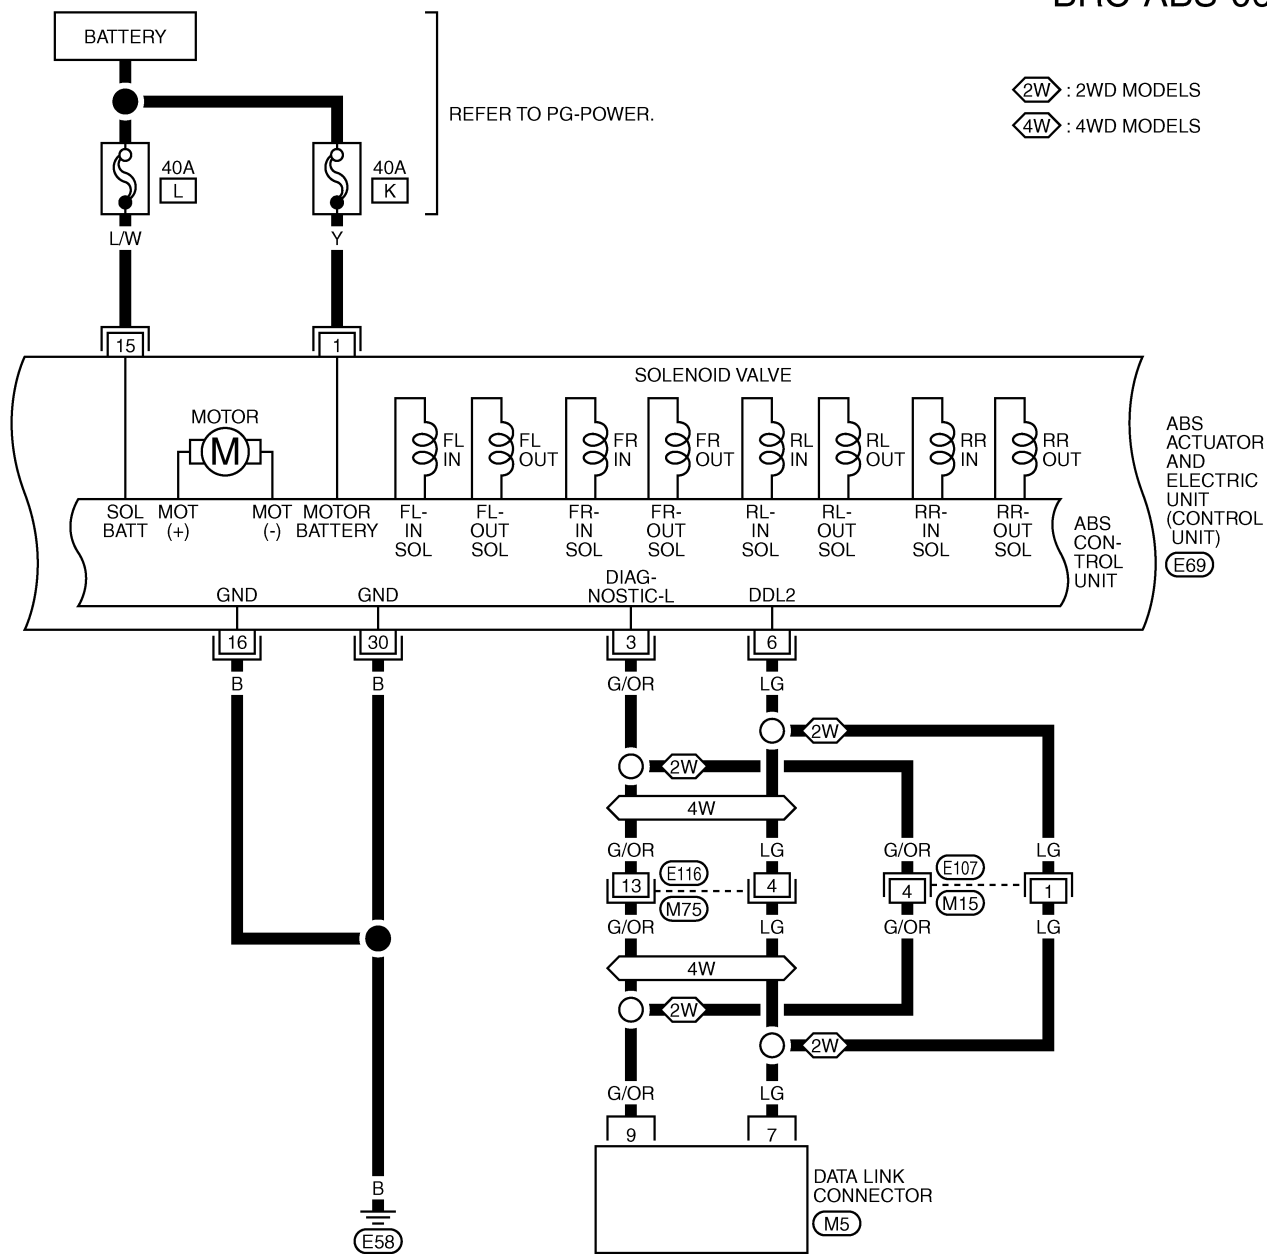 BATTERY
REFER TO PG-POWER.
2W : 2WD MODELS
4W : 4WD MODELS
40A
L
40A
K
L/W
Y
15
1
SOLENOID VALVE
MOTOR
M
FL
IN
FL
OUT
FR
IN
FR
OUT
RL
IN
RL
OUT
RR
IN
RR
OUT
ABS
ACTUATOR
AND
ELECTRIC
UNIT
(CONTROL
UNIT)
E69
SOL
BATT
MOT
(+)
MOT
(-)
MOTOR
BATTERY
FL-
IN
SOL
FL-
OUT
SOL
FR-
IN
SOL
FR-
OUT
SOL
RL-
IN
SOL
RL-
OUT
SOL
RR-
IN
SOL
RR-
OUT
SOL
ABS
CON-
TROL
UNIT
GND
GND
DIAG-
NOSTIC-L
DDL2
16
30
3
6
B
B
G/OR
LG
2W
2W
4W
G/OR
LG
G/OR
LG
13
E116
M75
4
4
E107
M15
1
G/OR
LG
G/OR
LG
4W
2W
2W
G/OR
LG
9
7
DATA LINK
CONNECTOR
M5
B
E58